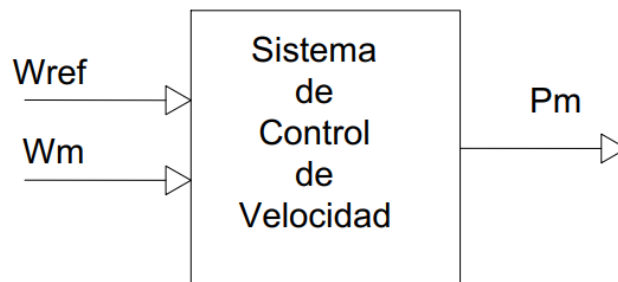 Wref
Wm
Sistema
de
Control
de
Velocidad
Pm